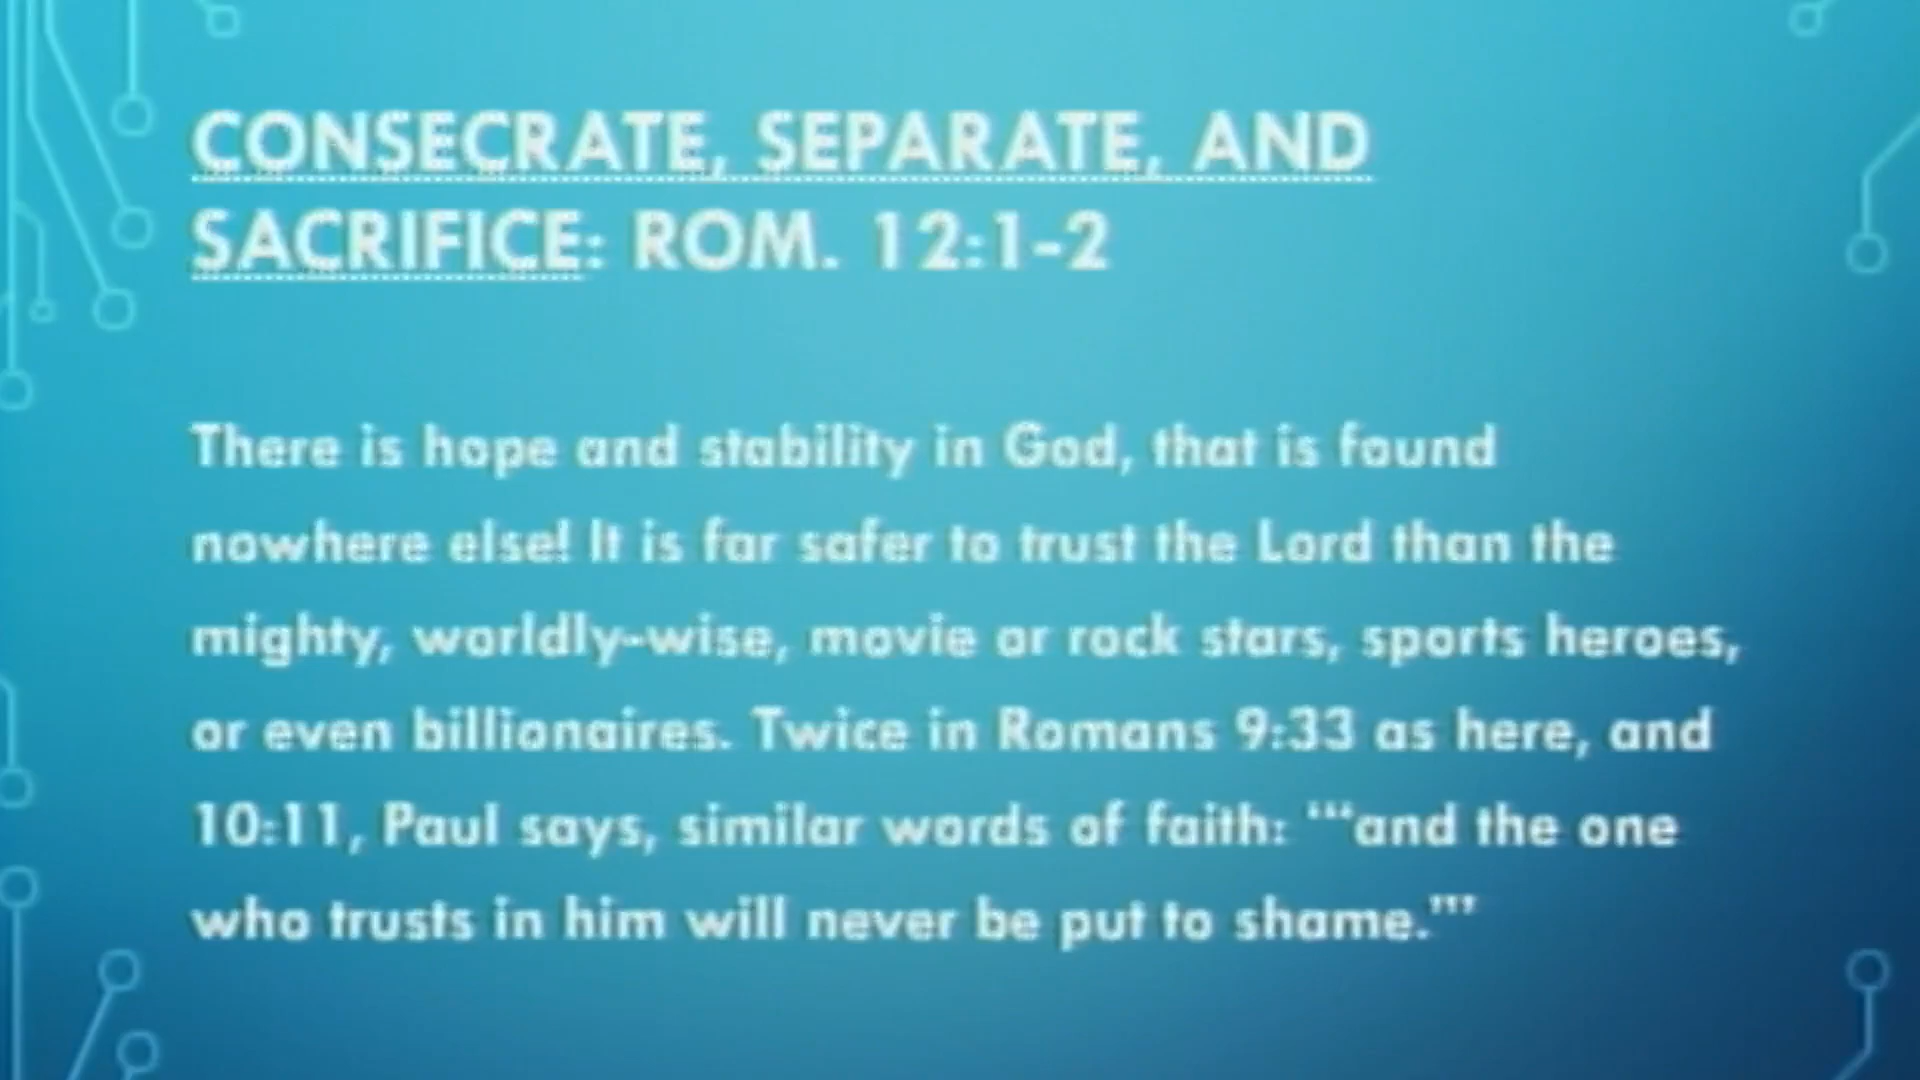 CONSECRATE, SEPARATE, AND
SACRIFICE: ROM. 12:1-2
There is hope and stability in God, that is found
nowhere else! It is far safer to trust the Lord than the
mighty, worldly-wise, movie or rock stars, sports heroes,
or even billionaires. Twice in Romans 9:33 as here, and
10:11, Paul says, similar words of faith: “‘“and the one
who trusts in him will never be put to shame.”’”